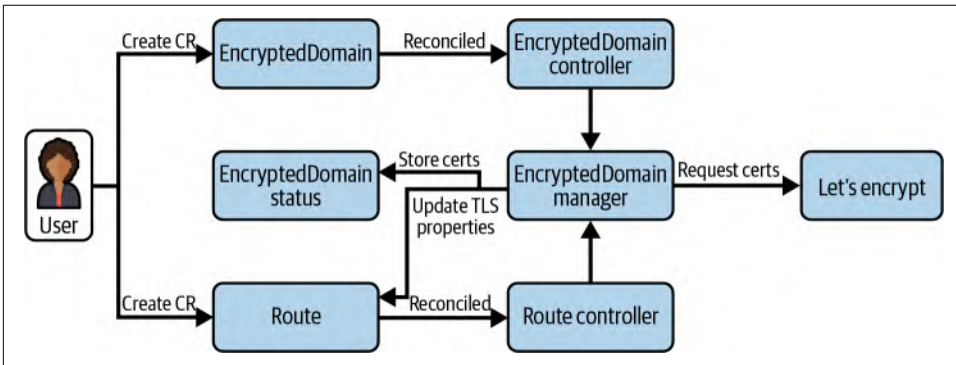 Create CR
EncryptedDomain
Reconciled
EncryptedDomain
controller
User
EncryptedDomain
status
Store certs
Update TLS
properties
EncryptedDomain
manager
Request certs
Let's encrypt
Create CR
Route
Reconciled
Route controller